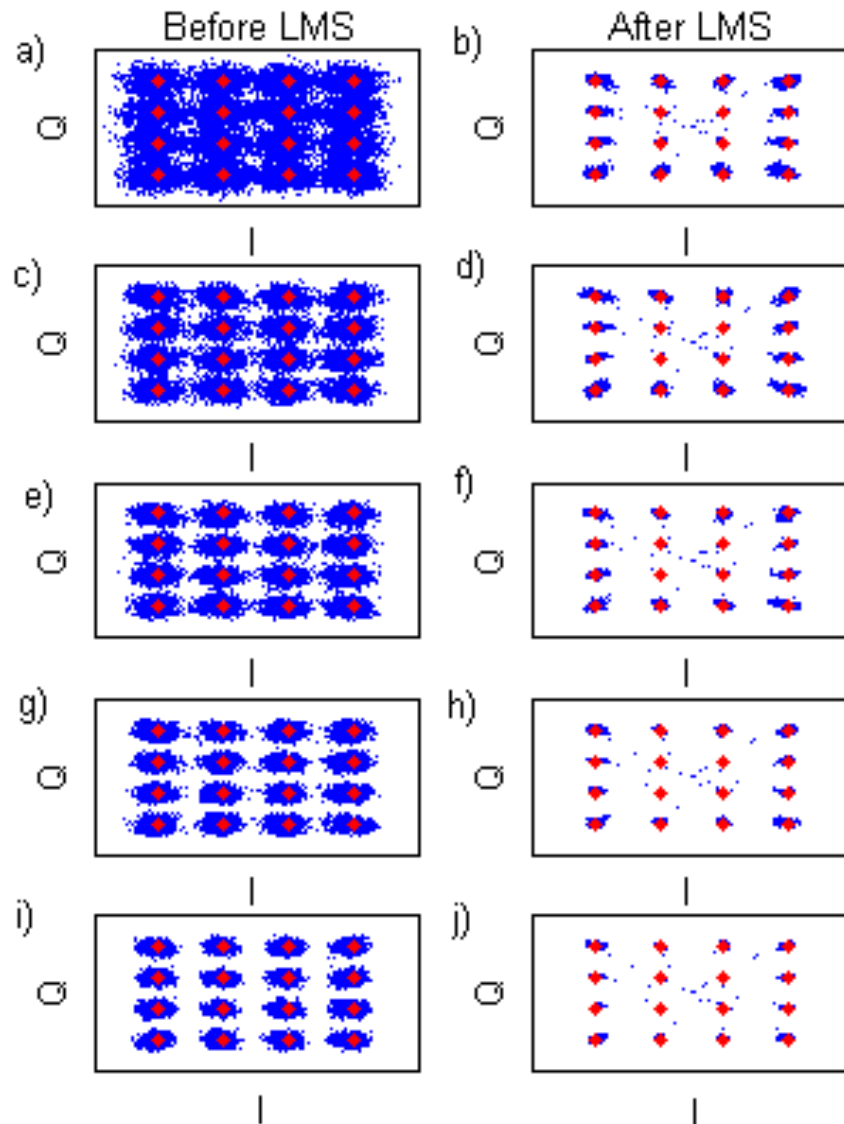 Before LMS
After LMS
a)
b)
Q
Q
I
I
c)
d)
Q
Q
I
I
e)
f)
Q
Q
I
I
g)
h)
Q
Q
I
I
i)
j)
Q
Q
I
I